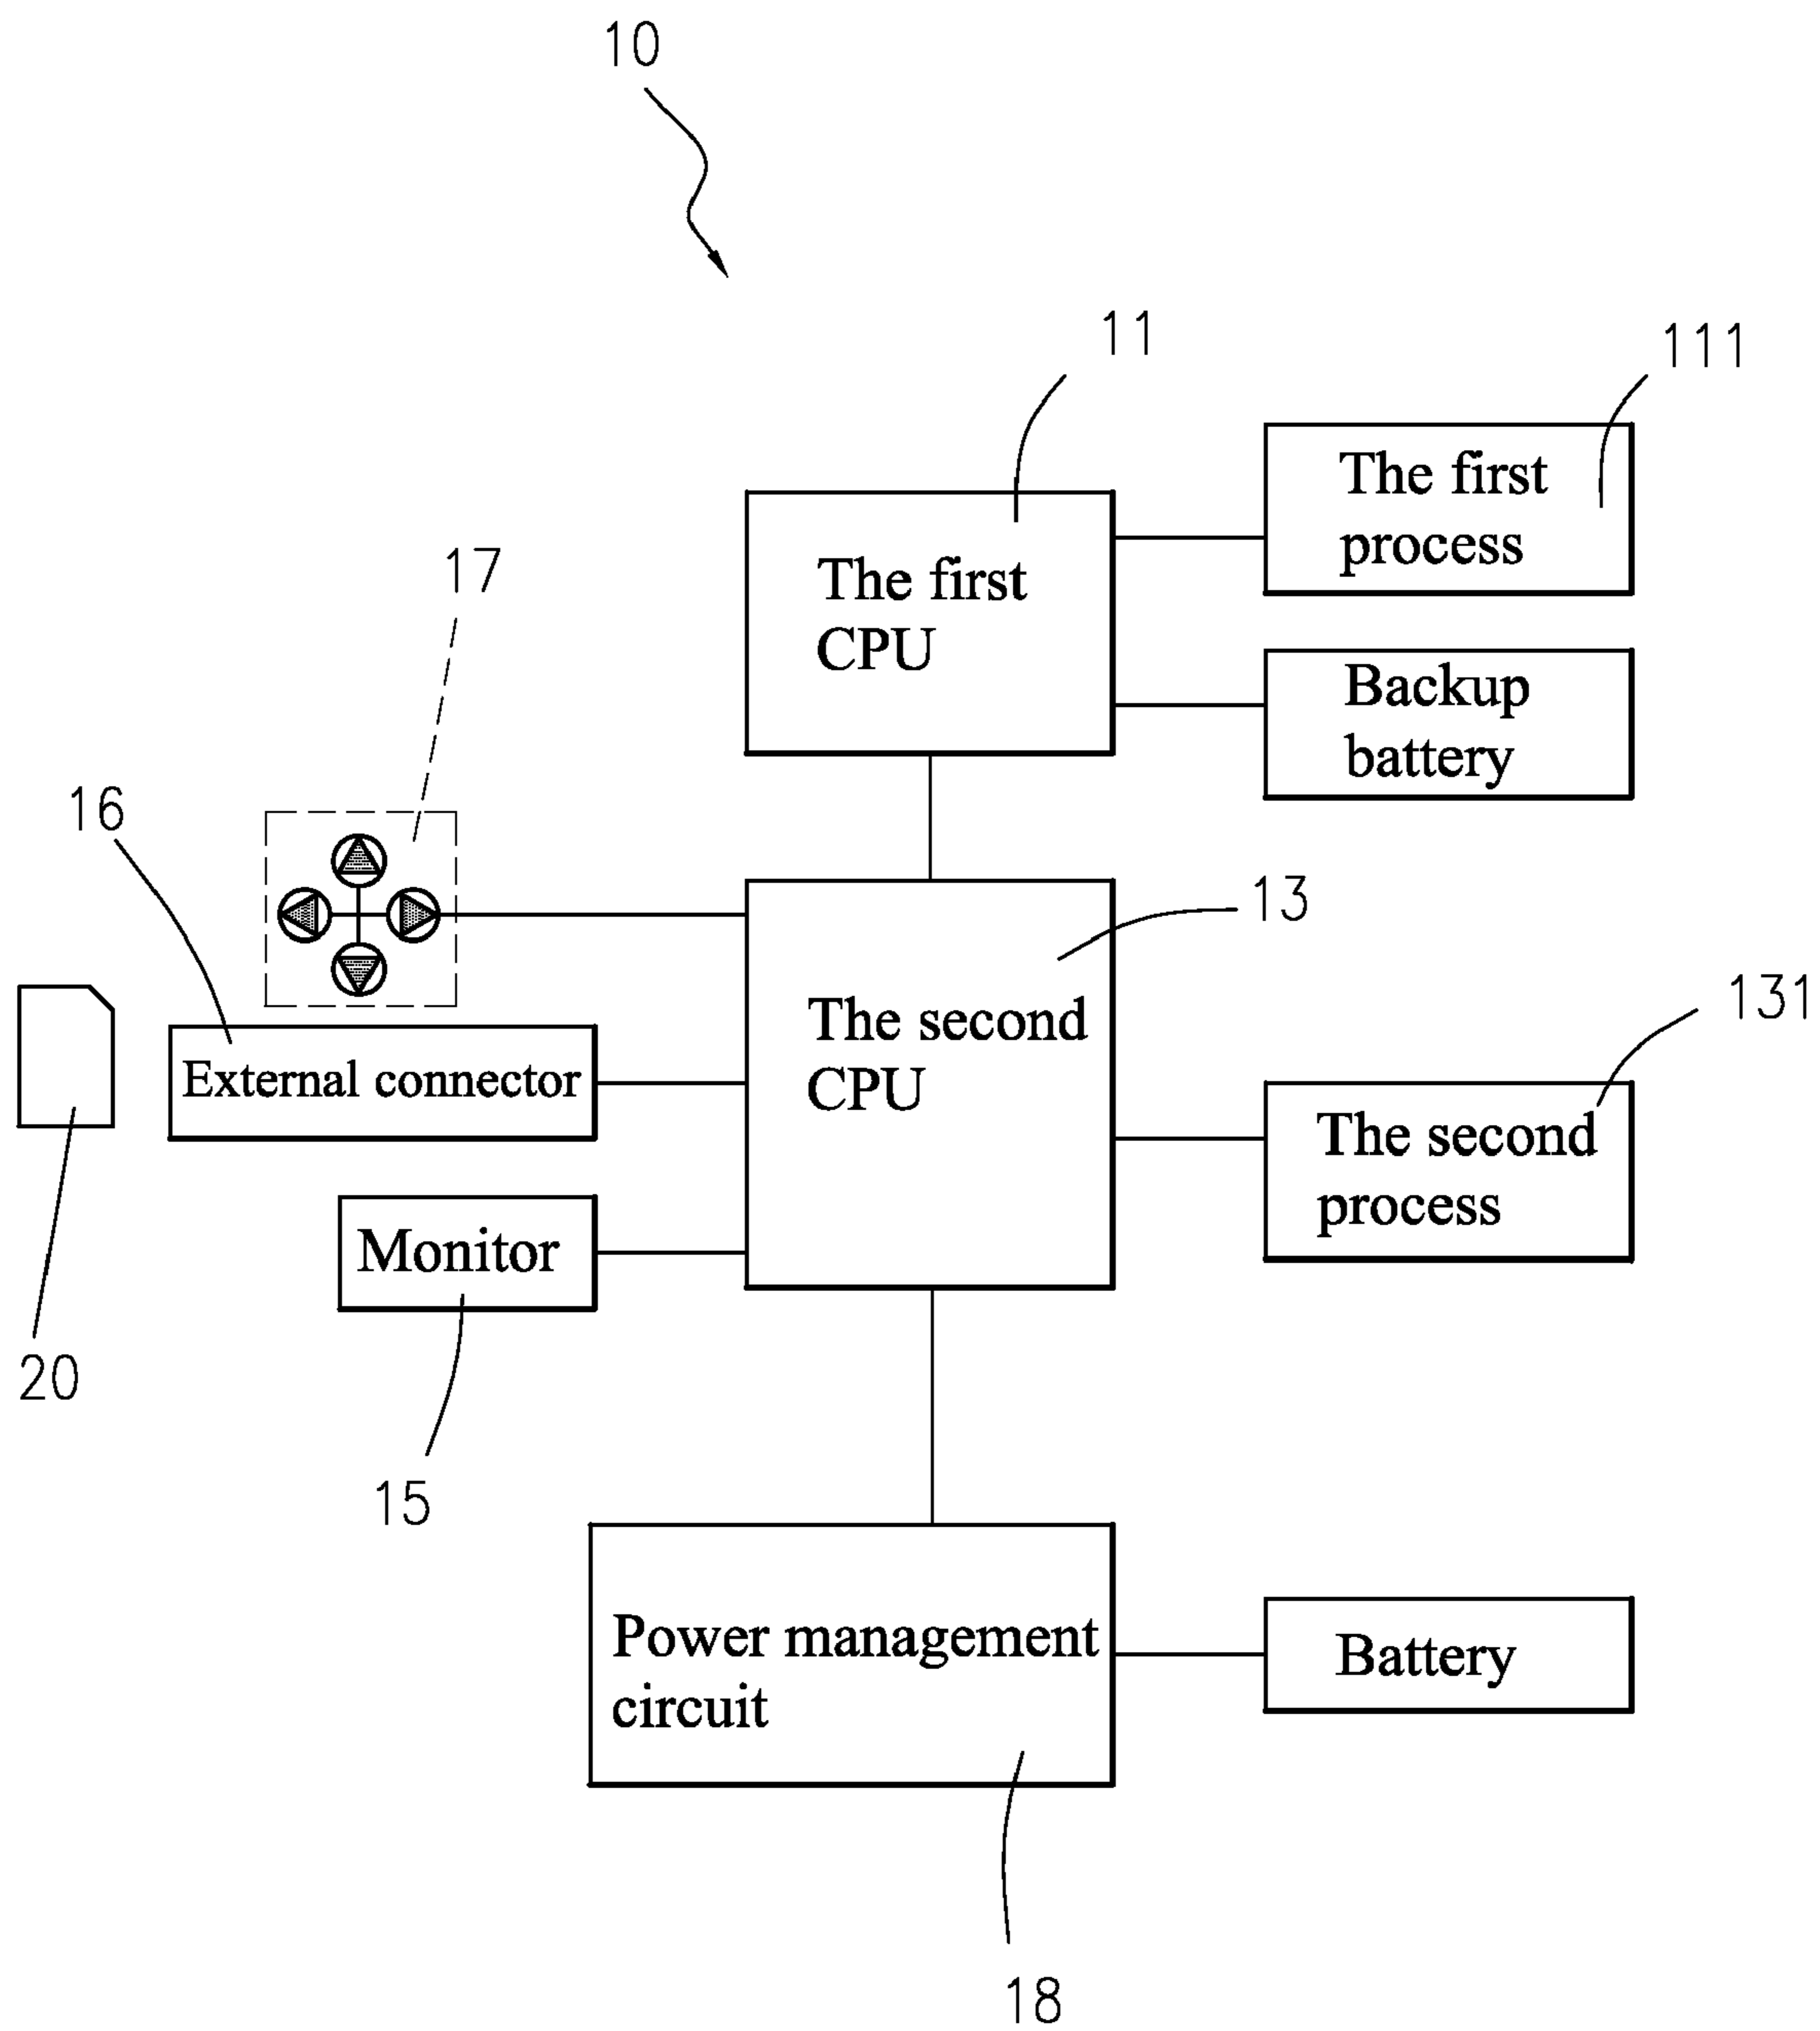 10
11
111
The first
process
17
The first
CPU
Backup
battery
16
13
The second
CPU
131
External connector
The second
process
Monitor
20
15
Power management
circuit
Battery
18